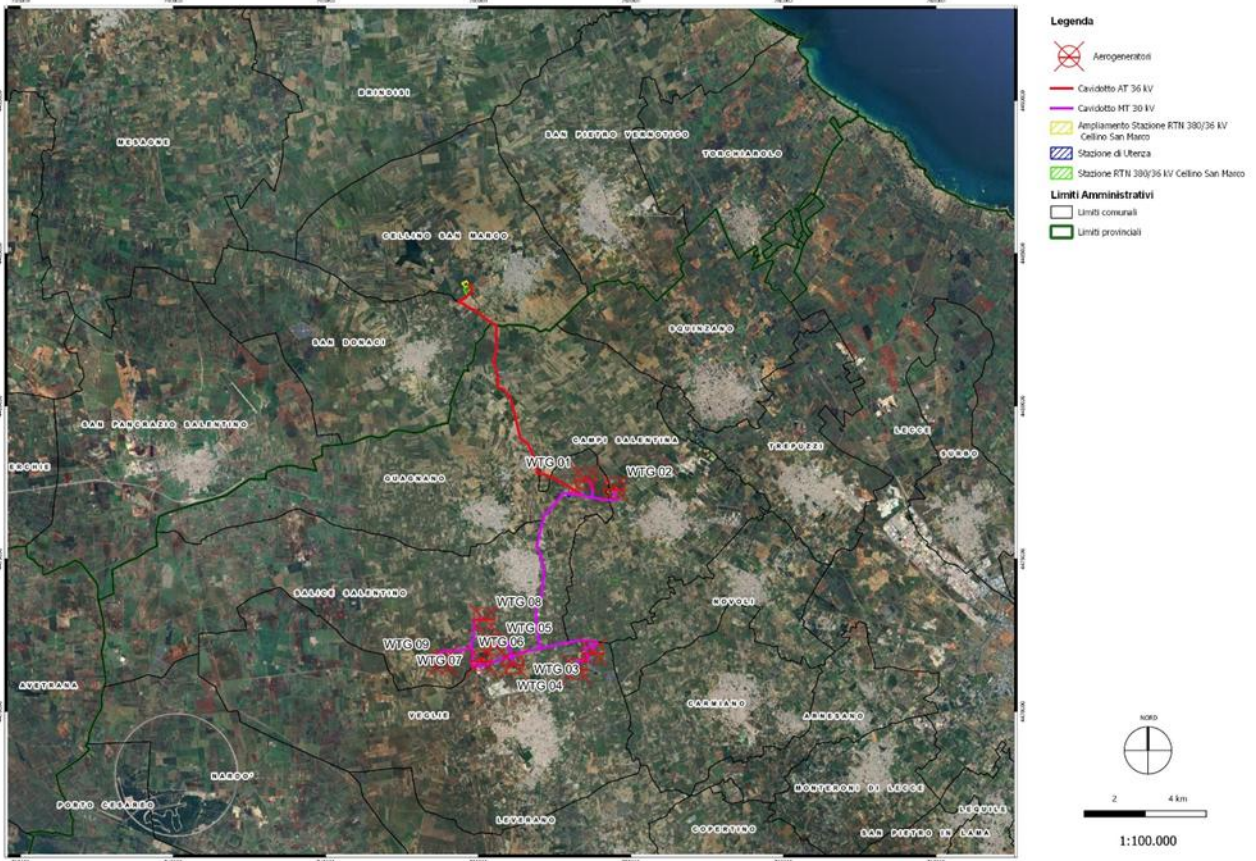 BRINDISI
MESAGNE
SAN PIETRO VERNOTICO
TORCHIAROLO
CELLINO SAN MARCO
SAN DONACI
SQUINZANO
SAN PANCRAZIO SALENTINO
CAMPI SALENTINA
TREPUZZI
LECCE
SURBO
ERCHIE
GUAGNANO
WTG 01
WTG 02
SALICE SALENTINO
NOVOLI
WTG 08
WTG 05
WTG 09
WTG 06
WTG 07
WTG 03
WTG 04
AVETRANA
VEGLIE
CARMIANO
ARNESANO
NARDO'
PORTO CESAREO
LEVERANO
MONTERONI DI LECCE
COPERTINO
LEQUILE
SAN PIETRO IN LAMA
Legenda
Aerogeneratori
Cavidotto AT 36 kV
Cavidotto MT 30 kV
Ampliamento Stazione RTN 380/36 kV
Cellino San Marco
Stazione di Utenza
Stazione RTN 380/36 kV Cellino San Marco
Limiti Amministrativi
Limiti comunali
Limiti provinciali
NORD
2 4 km
1:100.000